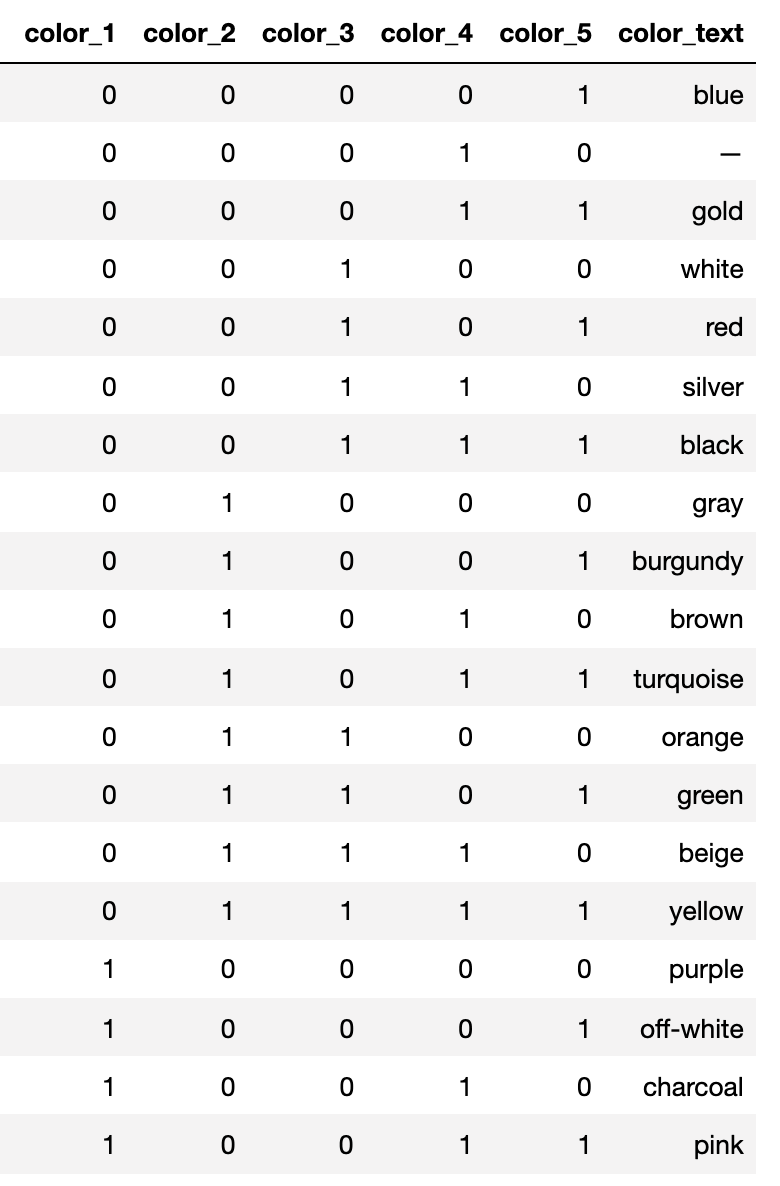 color_1 color_2 color_3 color_4 color_5 color_text
0 0 0 0 1 blue
0 0 0 1 0 —
0 0 0 1 1 gold
0 0 1 0 0 white
0 0 1 0 1 red
0 0 1 1 0 silver
0 0 1 1 1 black
0 1 0 0 0 gray
0 1 0 0 1 burgundy
0 1 0 1 0 brown
0 1 0 1 1 turquoise
0 1 1 0 0 orange
0 1 1 0 1 green
0 1 1 1 0 beige
0 1 1 1 1 yellow
1 0 0 0 0 purple
1 0 0 0 1 off-white
1 0 0 1 0 charcoal
1 0 0 1 1 pink